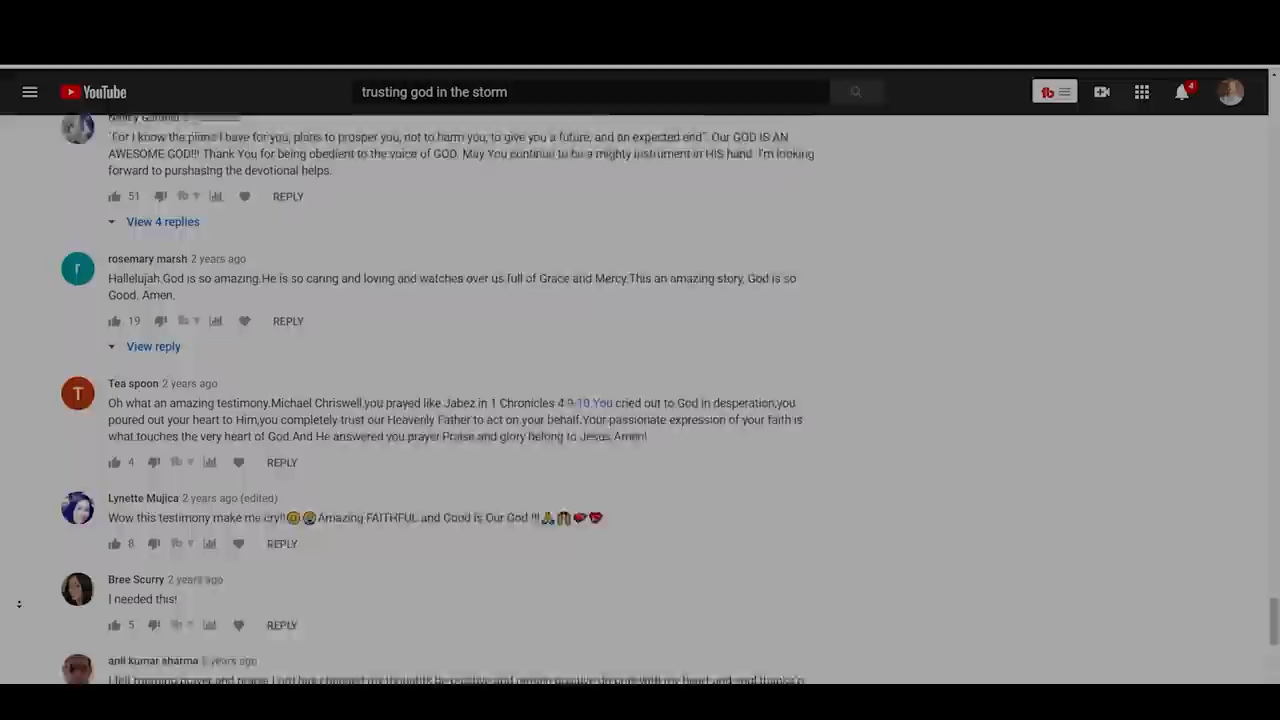 YouTube
trusting god in the storm
4
"For I know the plans I have for you, plans to prosper you, not to harm you, to give you a future, and an expected end". Our GOD IS AN
AWESOME GOD!!! Thank You for being obedient to the voice of GOD. May You continue to be a mighty instrument in HIS hand. I'm looking
forward to purshasing the devotional helps.
51
REPLY
View 4 replies
r
rosemary marsh 2 years ago
Hallelujah.God is so amazing.He is so caring and loving and watches over us full of Grace and Mercy.This an amazing story, God is so
Good. Amen.
19
REPLY
View reply
T
Tea spoon 2 years ago
Oh what an amazing testimony.Michael Chriswell,you prayed like Jabez in 1 Chronicles 4:9-10.You cried out to God in desperation,you
poured out your heart to Him,you completely trust our Heavenly Father to act on your behalf.Your passionate expression of your faith is
what touches the very heart of God.And He answered you prayer.Praise and glory belong to Jesus.Amen!
4
REPLY
Lynette Mujica 2 years ago (edited)
Wow this testimony make me cry!!😭😭Amazing FAITHFUL and Good is Our God !!!🙏🙌❤❤
8
REPLY
Bree Scurry 2 years ago
I needed this!
5
REPLY
anil kumar sharma 2 years ago